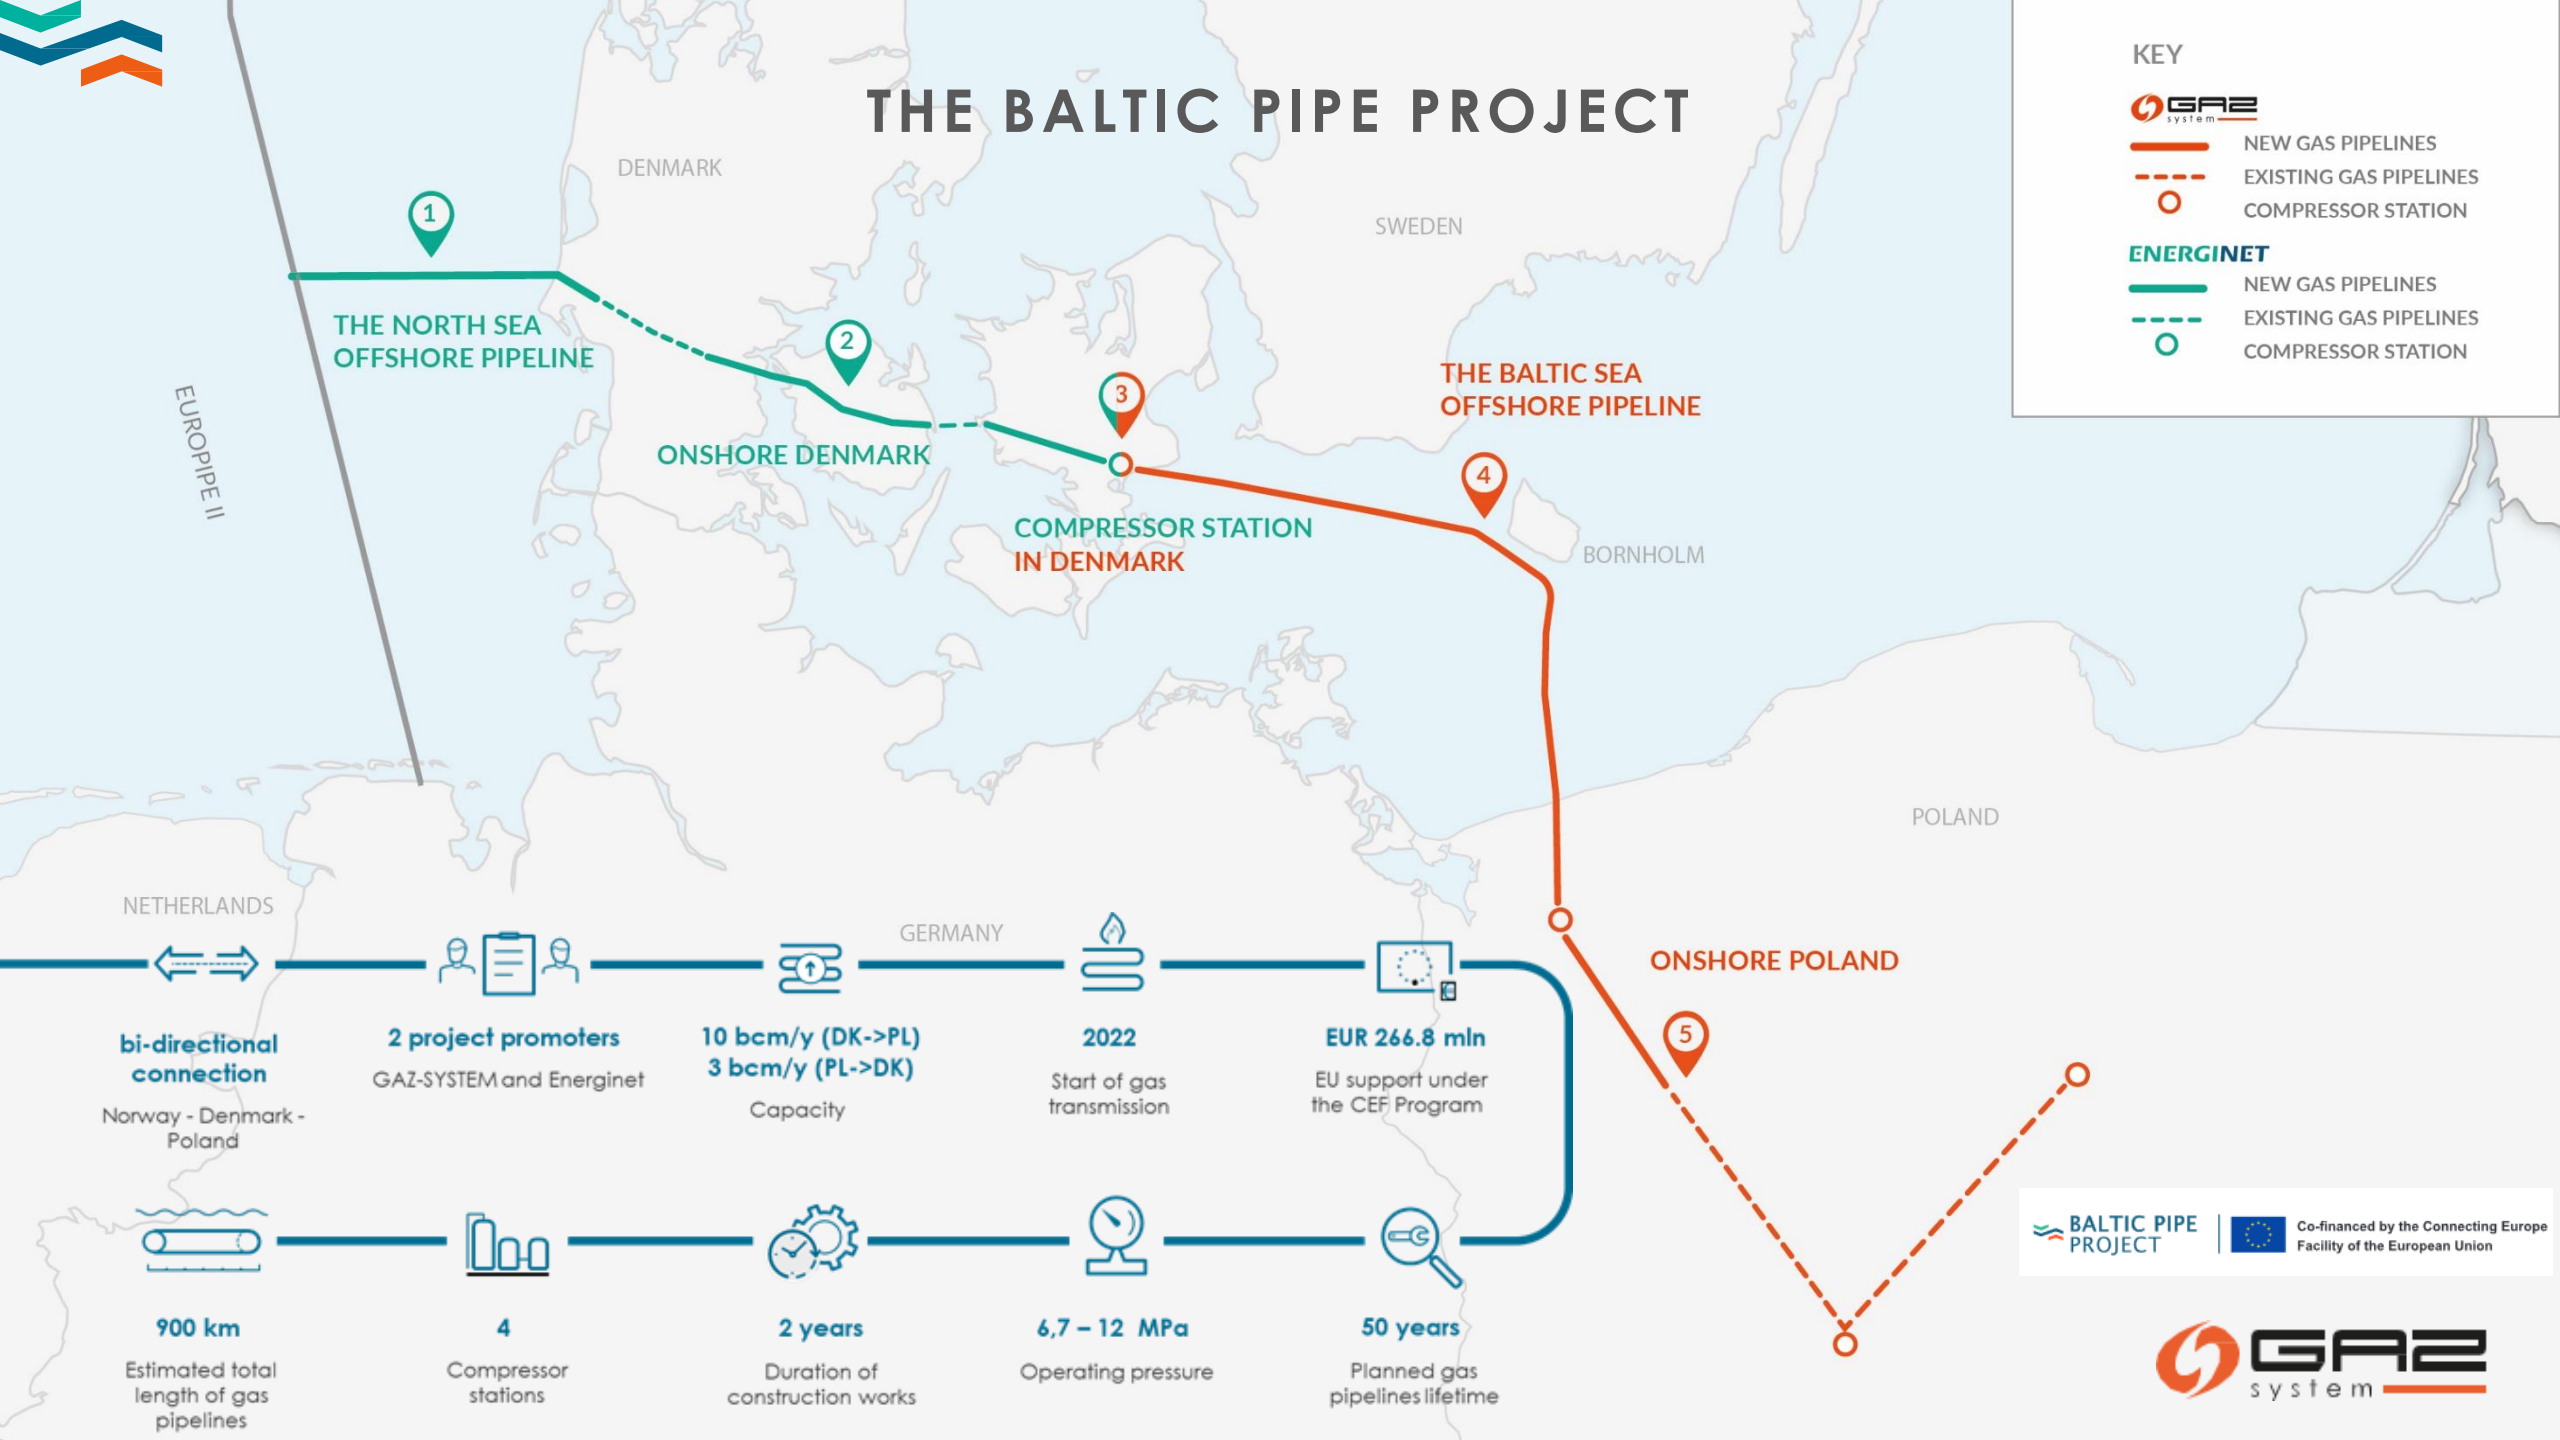 THE BALTIC PIPE PROJECT
KEY
GAZ
system
NEW GAS PIPELINES
EXISTING GAS PIPELINES
COMPRESSOR STATION
ENERGINET
NEW GAS PIPELINES
EXISTING GAS PIPELINES
COMPRESSOR STATION
DENMARK
SWEDEN
1
THE NORTH SEA
OFFSHORE PIPELINE
EUROPIPE II
2
ONSHORE DENMARK
3
COMPRESSOR STATION
IN DENMARK
THE BALTIC SEA
OFFSHORE PIPELINE
4
BORNHOLM
POLAND
NETHERLANDS
GERMANY
ONSHORE POLAND
5
bi-directional
connection
Norway - Denmark -
Poland
2 project promoters
GAZ-SYSTEM and Energinet
10 bcm/y (DK->PL)
3 bcm/y (PL->DK)
Capacity
2022
Start of gas
transmission
EUR 266.8 mln
EU support under
the CEF Program
900 km
Estimated total
length of gas
pipelines
4
Compressor
stations
2 years
Duration of
construction works
6,7 – 12 MPa
Operating pressure
50 years
Planned gas
pipelines lifetime
BALTIC PIPE
PROJECT
Co-financed by the Connecting Europe
Facility of the European Union
GAZ
system